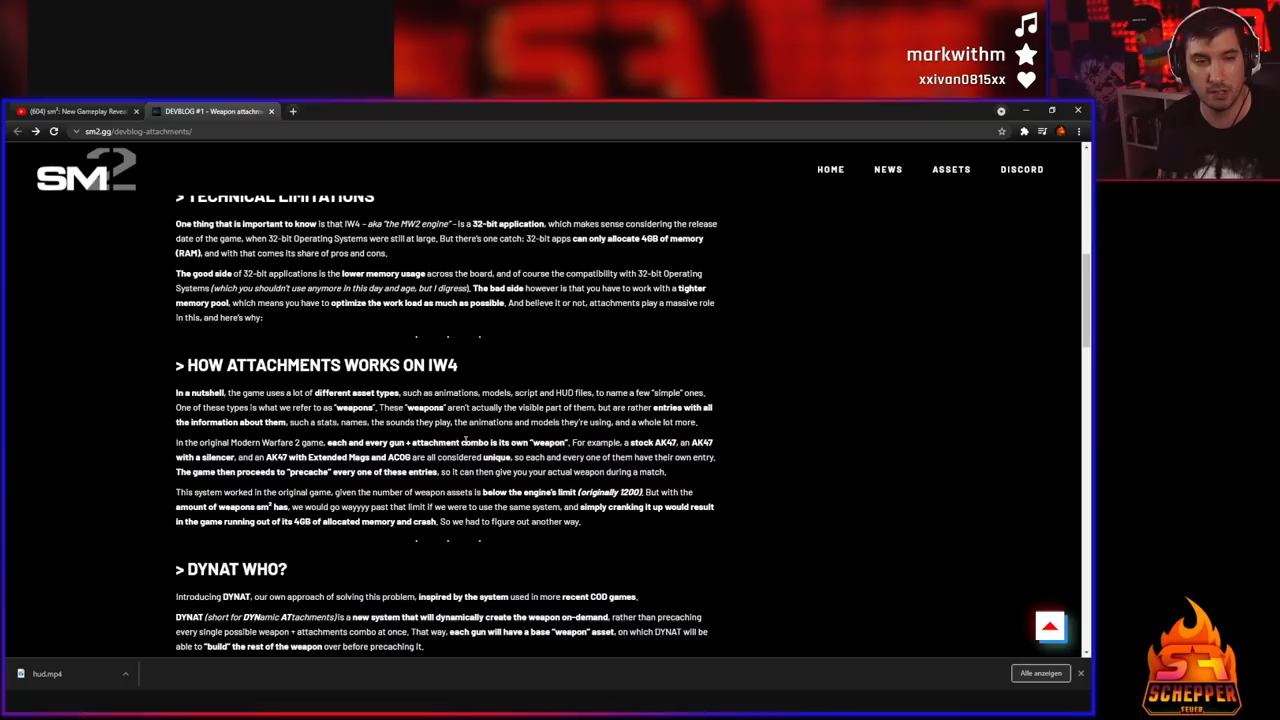 markwithm
xxivan0815xx
(604) sm²: New Gameplay Revea
DEVBLOG #1 - Weapon attachm
sm2.gg/devblog-attachments/
SM2
HOME NEWS ASSETS DISCORD
> TECHNICAL LIMITATIONS
One thing that is important to know is that IW4 – aka "the MW2 engine" – is a 32-bit application, which makes sense considering the release
date of the game, when 32-bit Operating Systems were still at large. But there's one catch: 32-bit apps can only allocate 4GB of memory
(RAM), and with that comes its share of pros and cons.
The good side of 32-bit applications is the lower memory usage across the board, and of course the compatibility with 32-bit Operating
Systems (which you shouldn't use anymore in this day and age, but I digress). The bad side however is that you have to work with a tighter
memory pool, which means you have to optimize the work load as much as possible. And believe it or not, attachments play a massive role
in this, and here's why:
. . .
> HOW ATTACHMENTS WORKS ON IW4
In a nutshell, the game uses a lot of different asset types, such as animations, models, script and HUD files, to name a few "simple" ones.
One of these types is what we refer to as "weapons". These "weapons" aren't actually the visible part of them, but are rather entries with all
the information about them, such a stats, names, the sounds they play, the animations and models they're using, and a whole lot more.
In the original Modern Warfare 2 game, each and every gun + attachment combo is its own "weapon". For example, a stock AK47, an AK47
with a silencer, and an AK47 with Extended Mags and ACOG are all considered unique, so each and every one of them have their own entry.
The game then proceeds to "precache" every one of these entries, so it can then give you your actual weapon during a match.
This system worked in the original game, given the number of weapon assets is below the engine's limit (originally 1200). But with the
amount of weapons sm² has, we would go wayyyy past that limit if we were to use the same system, and simply cranking it up would result
in the game running out of its 4GB of allocated memory and crash. So we had to figure out another way.
. . .
> DYNAT WHO?
Introducing DYNAT, our own approach of solving this problem, inspired by the system used in more recent COD games.
DYNAT (short for DYNamic ATtachments) is a new system that will dynamically create the weapon on-demand, rather than precaching
every single possible weapon + attachments combo at once. That way, each gun will have a base "weapon" asset, on which DYNAT will be
able to "build" the rest of the weapon over before precaching it.
hud.mp4
Alle anzeigen
SF
SCHEPPER
FEUER